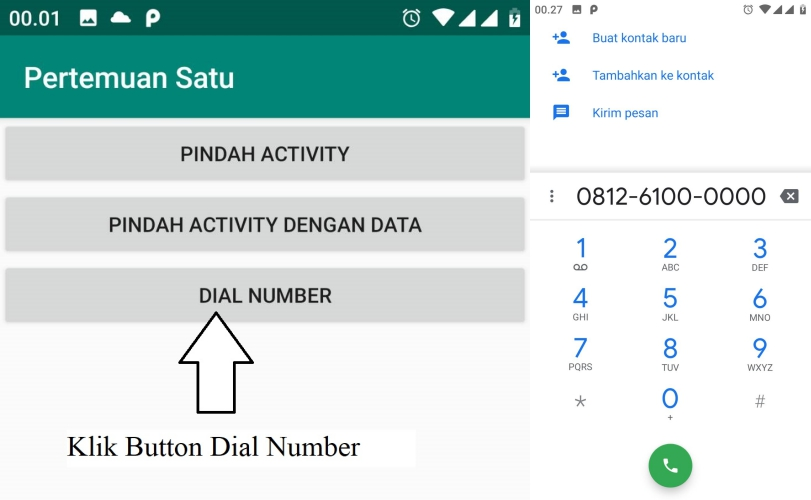 00.01
Pertemuan Satu
PINDAH ACTIVITY
PINDAH ACTIVITY DENGAN DATA
DIAL NUMBER
Klik Button Dial Number
00.27
Buat kontak baru
Tambahkan ke kontak
Kirim pesan
0812-6100-0000
1 2 3
ABC DEF
4 5 6
GHI JKL MNO
7 8 9
PQRS TUV WXYZ
* 0 #
+